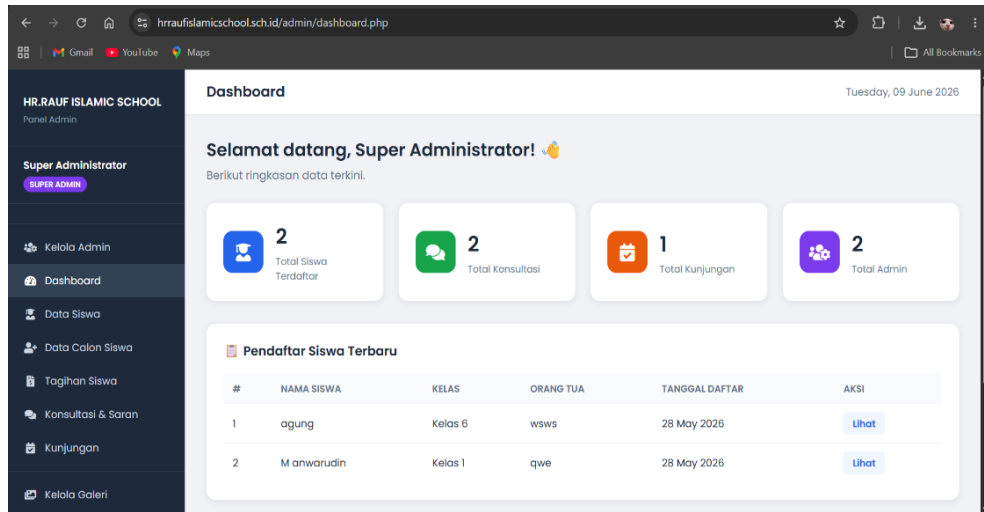 hrraufislamicschool.sch.id/admin/dashboard.php
Gmail YouTube Maps All Bookmarks
HR.RAUF ISLAMIC SCHOOL
Panel Admin
Super Administrator
SUPER ADMIN
Kelola Admin
Dashboard
Data Siswa
Data Calon Siswa
Tagihan Siswa
Konsultasi & Saran
Kunjungan
Kelola Galeri
Dashboard Tuesday, 09 June 2026
Selamat datang, Super Administrator! 👋
Berikut ringkasan data terkini.
2
Total Siswa
Terdaftar
2
Total Konsultasi
1
Total Kunjungan
2
Total Admin
📋 Pendaftar Siswa Terbaru
# NAMA SISWA KELAS ORANG TUA TANGGAL DAFTAR AKSI
1 agung Kelas 6 wsws 28 May 2026 Lihat
2 M anwarudin Kelas 1 qwe 28 May 2026 Lihat